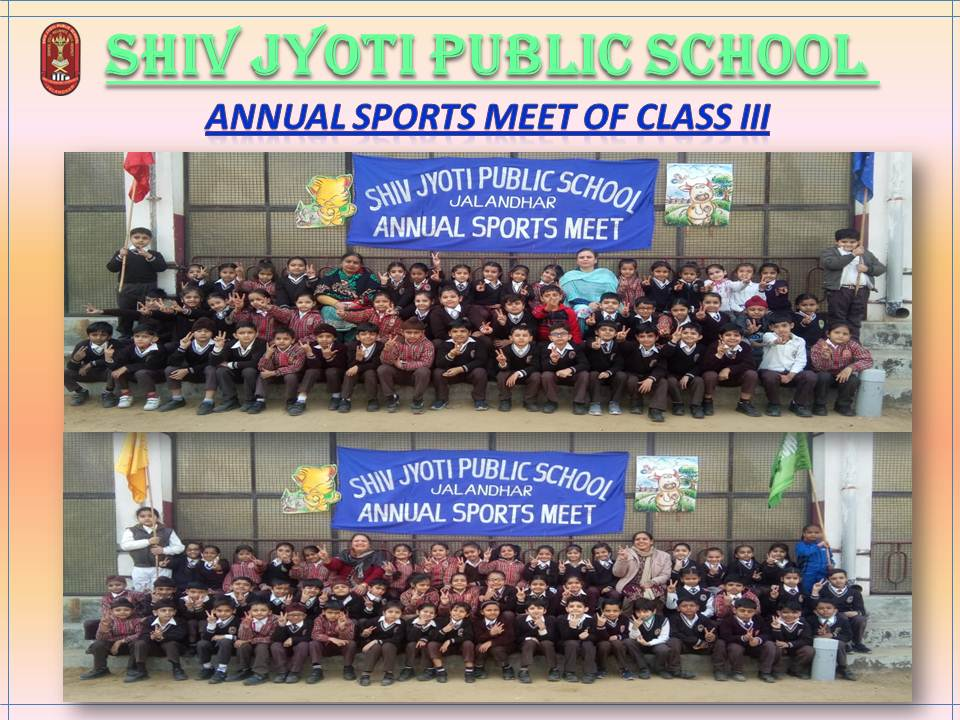 SHIV JYOTI PUBLIC SCHOOL
ANNUAL SPORTS MEET OF CLASS III
JALANDHAR
SHIV JYOTI PUBLIC SCHOOL
JALANDHAR
ANNUAL SPORTS MEET
SHIV JYOTI PUBLIC SCHOOL
JALANDHAR
ANNUAL SPORTS MEET